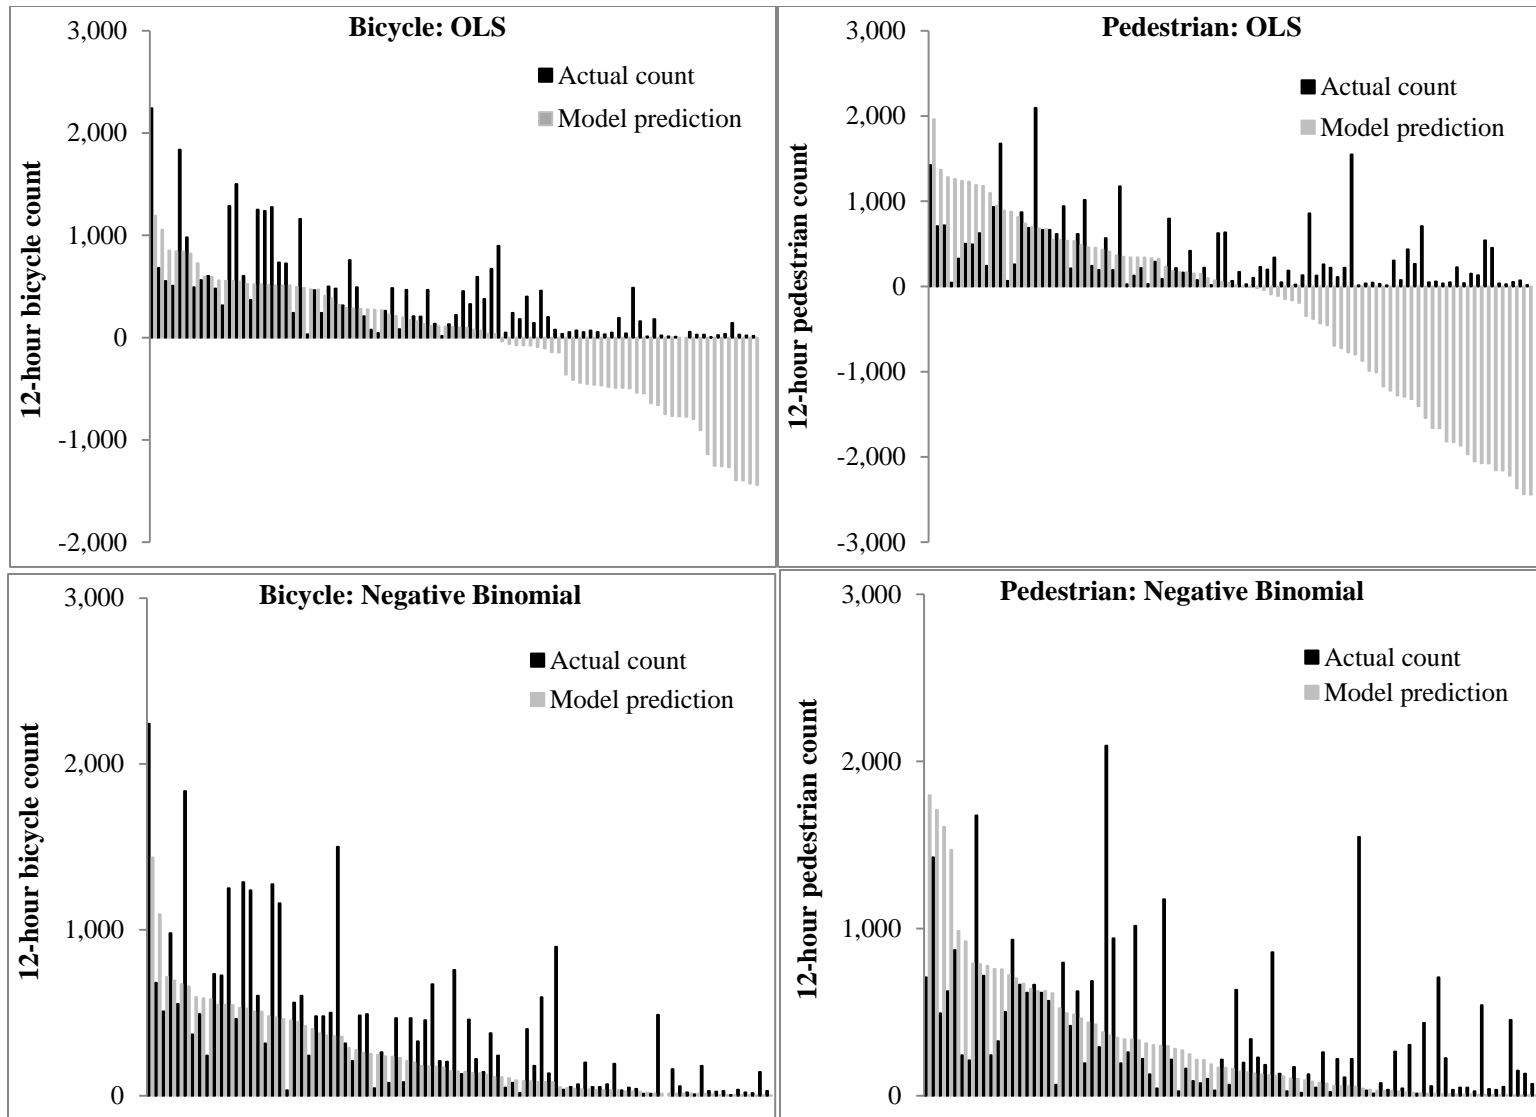 Bicycle: OLS
3,000
2,000
1,000
0
-1,000
-2,000
12-hour bicycle count
Actual count
Model prediction
Pedestrian: OLS
3,000
2,000
1,000
0
-1,000
-2,000
-3,000
12-hour pedestrian count
Actual count
Model prediction
Bicycle: Negative Binomial
3,000
2,000
1,000
0
12-hour bicycle count
Actual count
Model prediction
Pedestrian: Negative Binomial
3,000
2,000
1,000
0
12-hour pedestrian count
Actual count
Model prediction